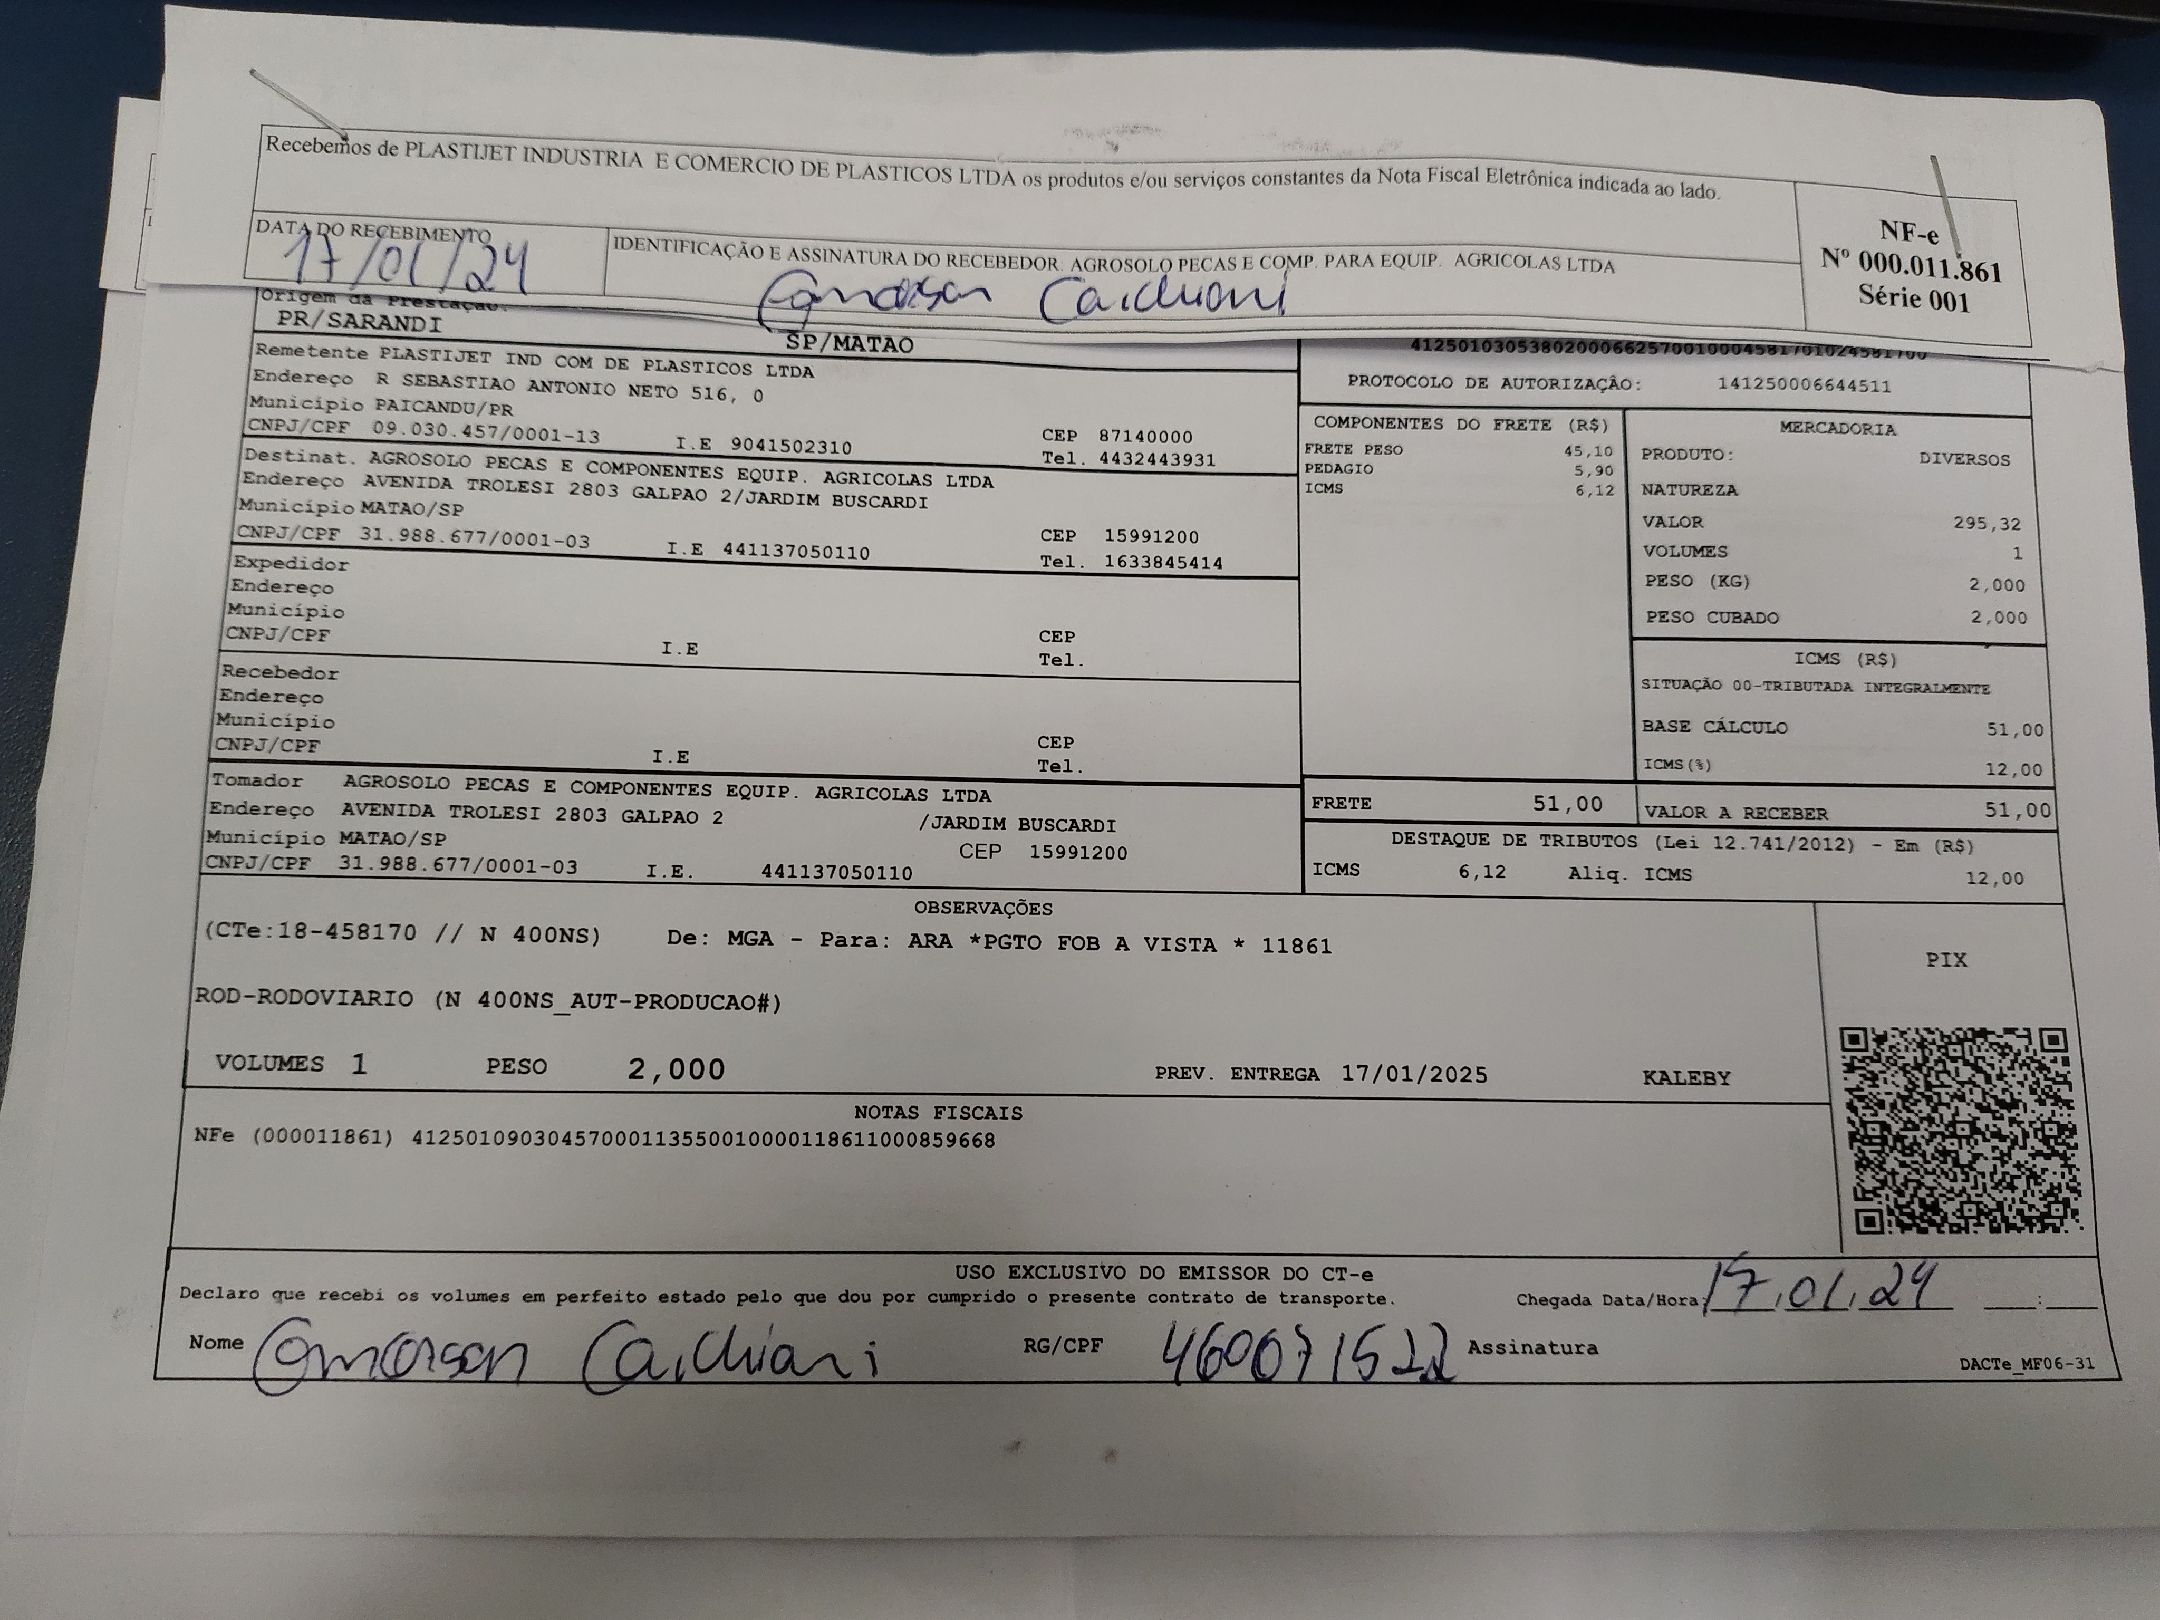 Recebemos de PLASTIJET INDUSTRIA E COMERCIO DE PLASTICOS LTDA os produtos e/ou serviços constantes da Nota Fiscal Eletrônica indicada ao lado.
NF-e
Nº 000.011.861
Série 001
DATA DO RECEBIMENTO
17/01/24
IDENTIFICAÇÃO E ASSINATURA DO RECEBEDOR. AGROSOLO PECAS E COMP. PARA EQUIP. AGRICOLAS LTDA
Origem da Prestação:
PR/SARANDI
SP/MATAO
PROTOCOLO DE AUTORIZAÇÃO: 141250006644511
Remetente PLASTIJET IND COM DE PLASTICOS LTDA
Endereço R SEBASTIAO ANTONIO NETO 516, 0
Município PAICANDU/PR
CEP 87140000
CNPJ/CPF 09.030.457/0001-13 I.E 9041502310
Tel. 4432443931
Destinat. AGROSOLO PECAS E COMPONENTES EQUIP. AGRICOLAS LTDA
Endereço AVENIDA TROLESI 2803 GALPAO 2/JARDIM BUSCARDI
Município MATAO/SP
CEP 15991200
CNPJ/CPF 31.988.677/0001-03 I.E 441137050110
Tel. 1633845414
Expedidor
Endereço
Município
CEP
CNPJ/CPF I.E
Tel.
Recebedor
Endereço
Município
CEP
CNPJ/CPF I.E
Tel.
Tomador AGROSOLO PECAS E COMPONENTES EQUIP. AGRICOLAS LTDA
Endereço AVENIDA TROLESI 2803 GALPAO 2 /JARDIM BUSCARDI
Município MATAO/SP CEP 15991200
CNPJ/CPF 31.988.677/0001-03 I.E. 441137050110
COMPONENTES DO FRETE (R$)
FRETE PESO 45,10
PEDAGIO 5,90
ICMS 6,12
MERCADORIA
PRODUTO: DIVERSOS
NATUREZA
VALOR 295,32
VOLUMES 1
PESO (KG) 2,000
PESO CUBADO 2,000
ICMS (R$)
SITUAÇÃO 00-TRIBUTADA INTEGRALMENTE
BASE CÁLCULO 51,00
ICMS(%) 12,00
FRETE 51,00
VALOR A RECEBER 51,00
DESTAQUE DE TRIBUTOS (Lei 12.741/2012) - Em (R$)
ICMS 6,12 Aliq. ICMS 12,00
OBSERVAÇÕES
(CTe:18-458170 // N 400NS) De: MGA - Para: ARA *PGTO FOB A VISTA * 11861
ROD-RODOVIARIO (N 400NS_AUT-PRODUCAO#)
VOLUMES 1 PESO 2,000 PREV. ENTREGA 17/01/2025 KALEBY
PIX
NOTAS FISCAIS
NFe (000011861) 41250109030457000113550010000118611000859668
USO EXCLUSIVO DO EMISSOR DO CT-e
Declaro que recebi os volumes em perfeito estado pelo que dou por cumprido o presente contrato de transporte.
Chegada Data/Hora: 17.01.24 __:__
Nome
RG/CPF 460071522 Assinatura
DACTe_MF06-31